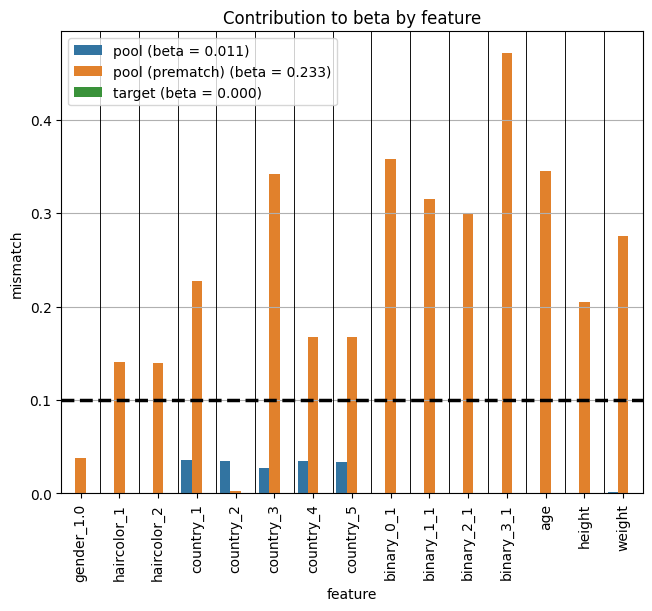 Contribution to beta by feature
pool (beta = 0.011)
pool (prematch) (beta = 0.233)
target (beta = 0.000)
mismatch
0.4
0.3
0.2
0.1
0.0
gender_1.0
haircolor_1
haircolor_2
country_1
country_2
country_3
country_4
country_5
binary_0_1
binary_1_1
binary_2_1
binary_3_1
age
height
weight
feature